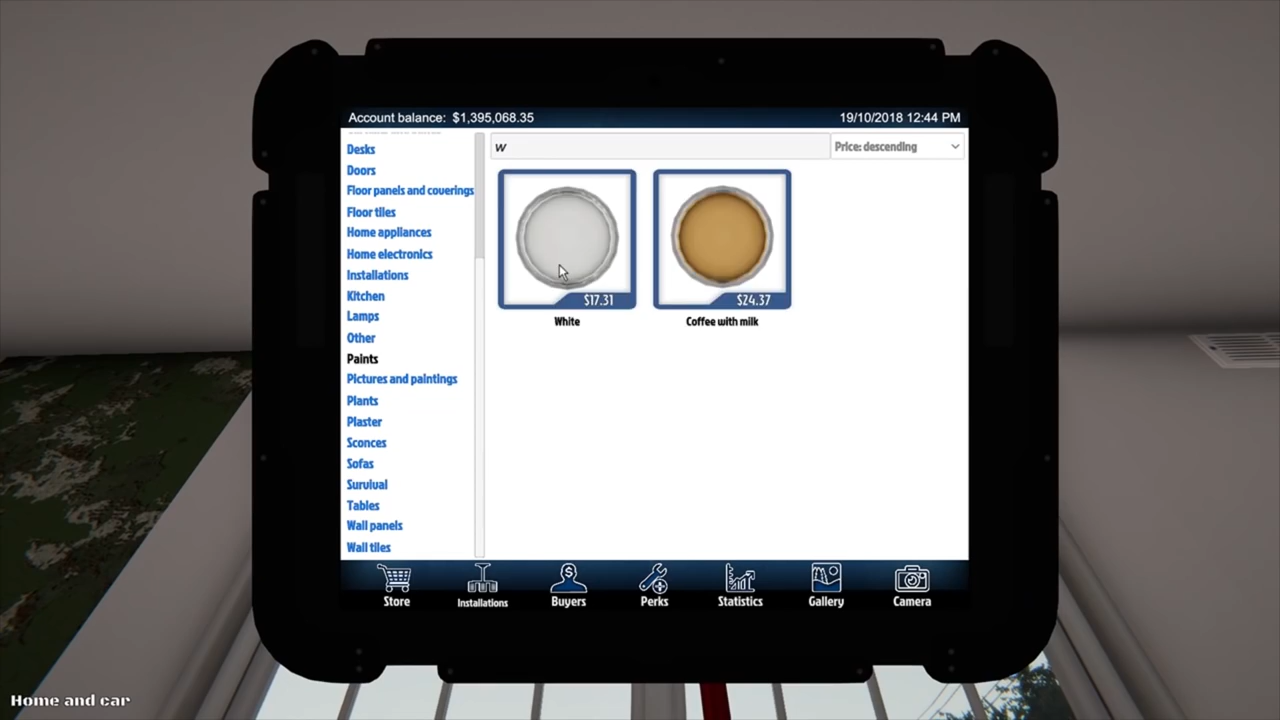 Account balance: $1,395,068.35
19/10/2018 12:44 PM
Desks
Doors
Floor panels and coverings
Floor tiles
Home appliances
Home electronics
Installations
Kitchen
Lamps
Other
Paints
Pictures and paintings
Plants
Plaster
Sconces
Sofas
Survival
Tables
Wall panels
Wall tiles
w
Price: descending
$17.31
White
$24.37
Coffee with milk
Store
Installations
Buyers
Perks
Statistics
Gallery
Camera
Home and car